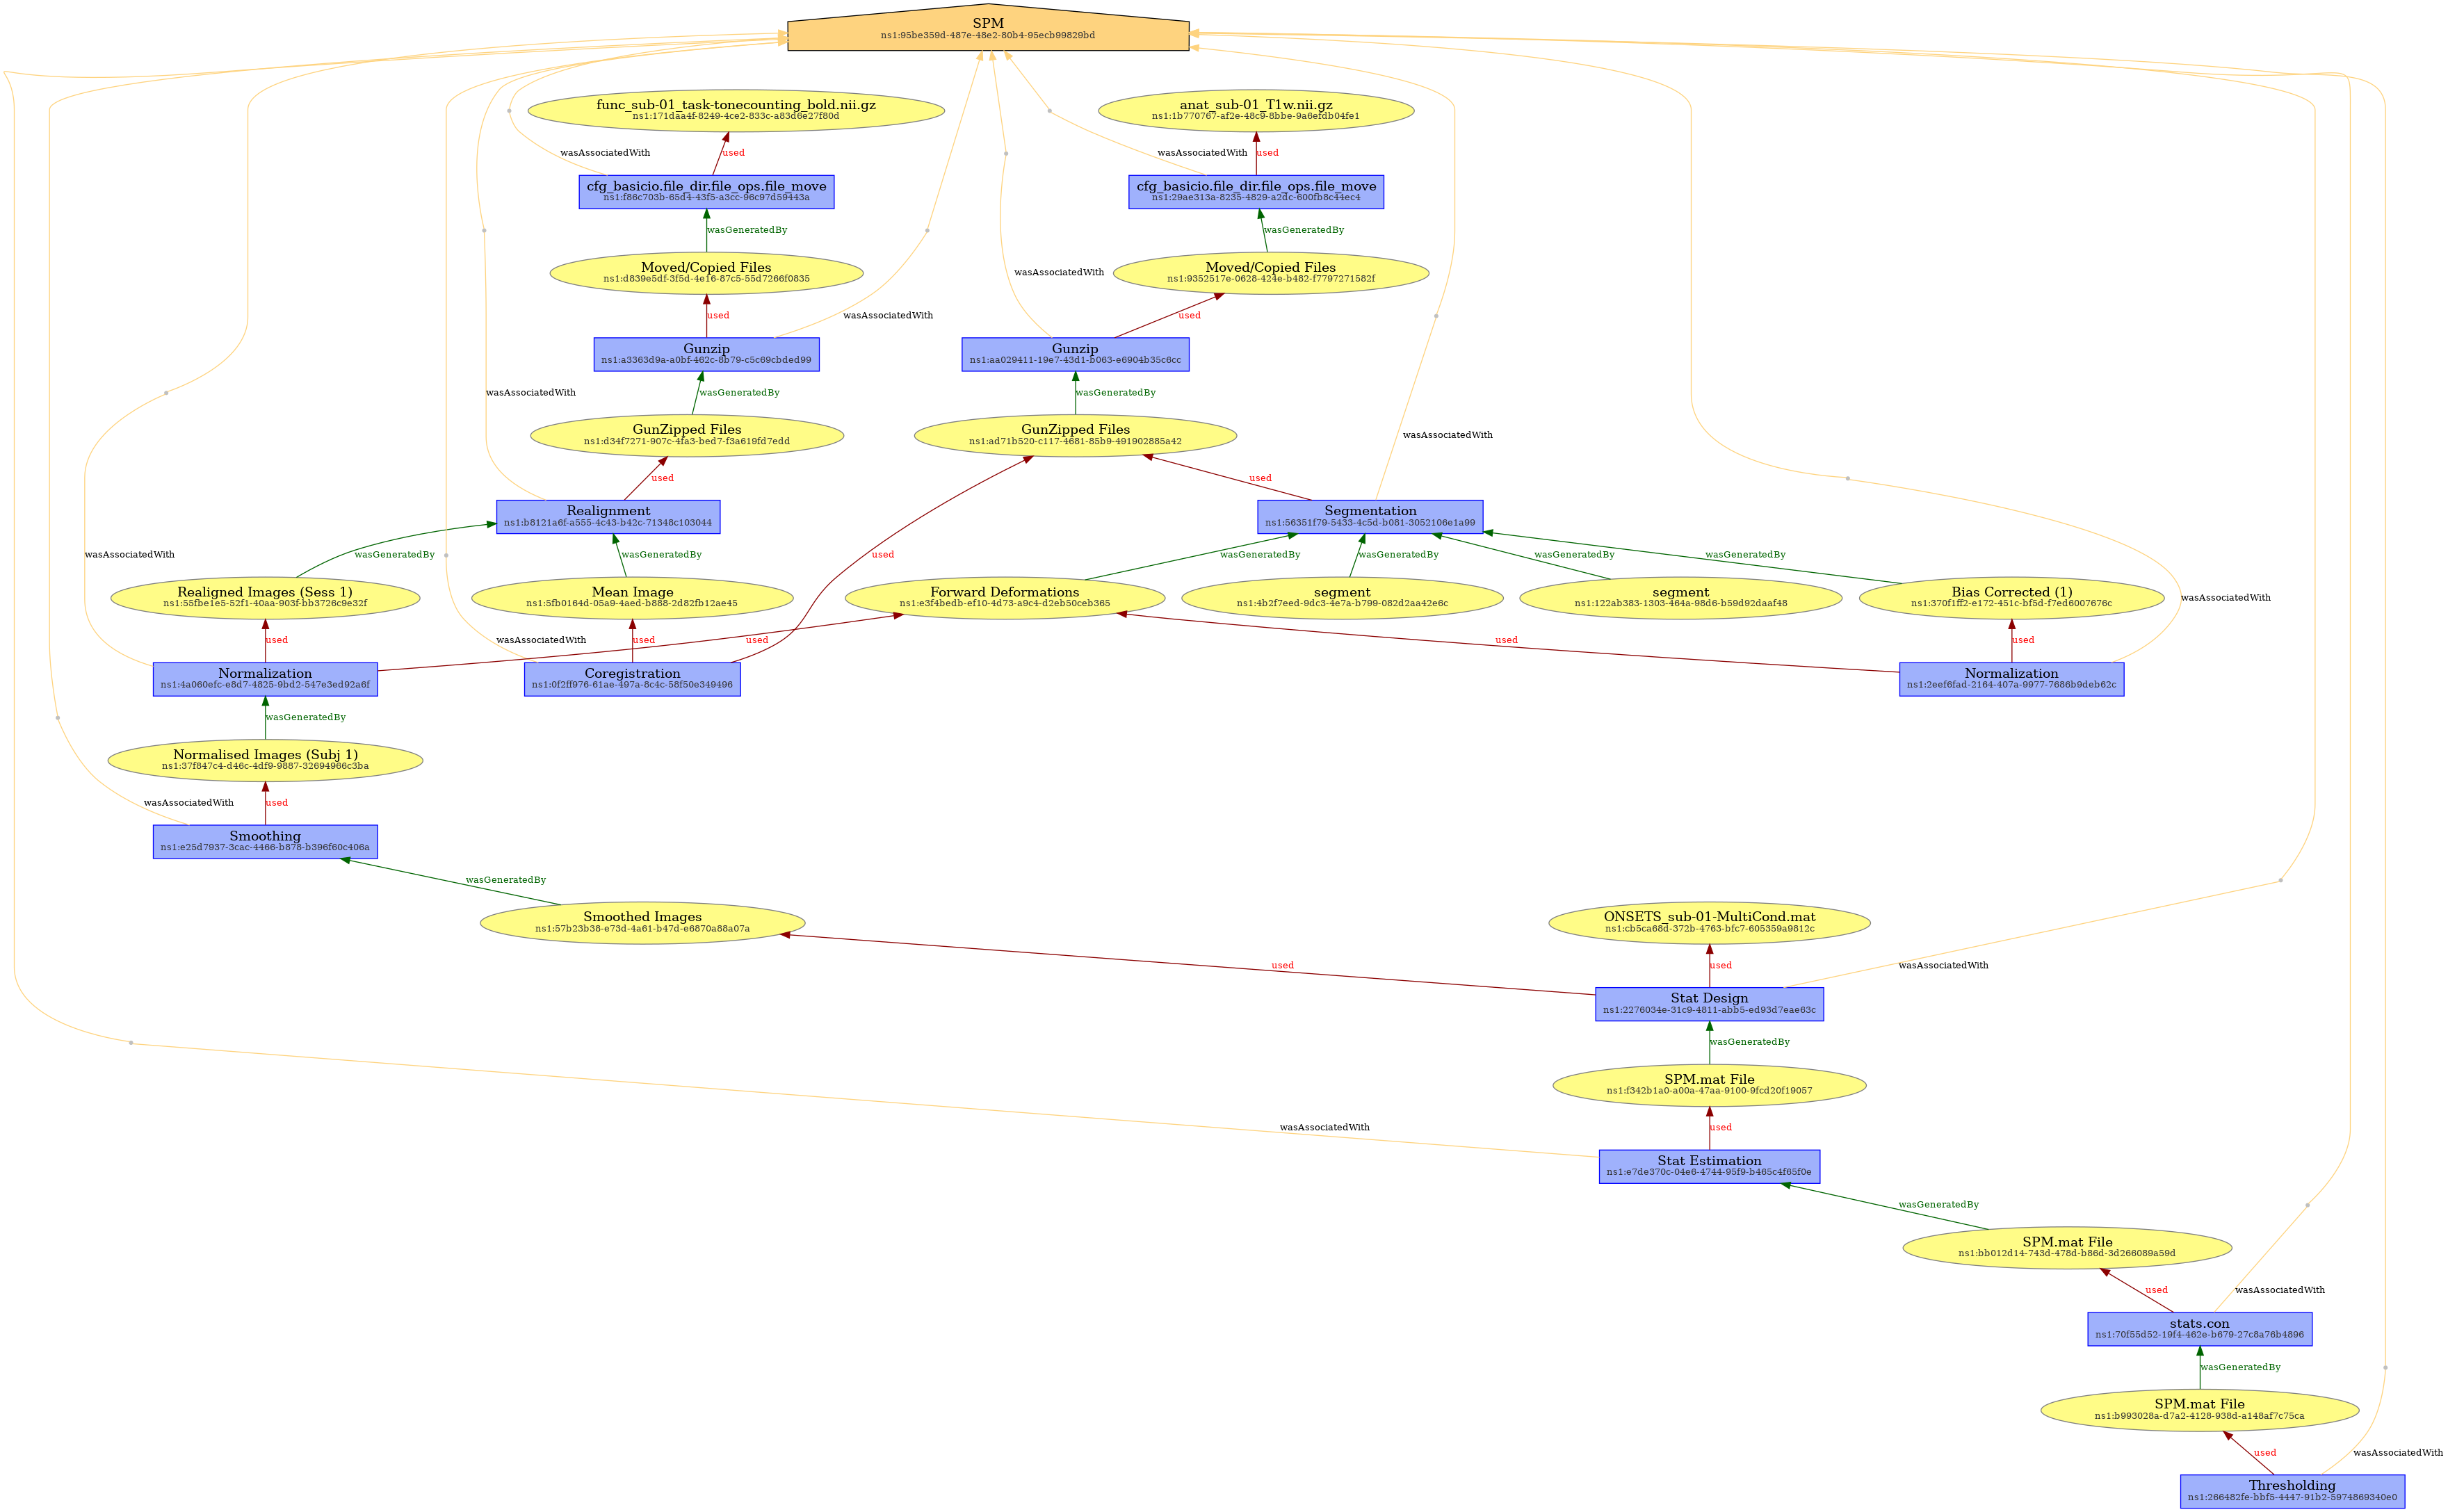 SPM
ns1:95be359d-487e-48e2-80b4-95ecb99829bd
func_sub-01_task-tonecounting_bold.nii.gz
ns1:171daa4f-8249-4ce2-833c-a83d6e27f80d
anat_sub-01_T1w.nii.gz
ns1:1b770767-af2e-48c9-8bbe-9a6efdb04fe1
wasAssociatedWith
used
wasAssociatedWith
used
cfg_basicio.file_dir.file_ops.file_move
ns1:f86c703b-65d4-43f5-a3cc-96c97d59443a
cfg_basicio.file_dir.file_ops.file_move
ns1:29ae313a-8235-4829-a2dc-600fb8c44ec4
wasGeneratedBy
wasGeneratedBy
Moved/Copied Files
ns1:d839e5df-3f5d-4e16-87c5-55d7266f0835
wasAssociatedWith
Moved/Copied Files
ns1:9352517e-0628-424e-b482-f7797271582f
used
wasAssociatedWith
used
Gunzip
ns1:a3363d9a-a0bf-462c-8b79-c5c69cbded99
Gunzip
ns1:aa029411-19e7-43d1-b063-e6904b35c6cc
wasAssociatedWith
wasGeneratedBy
wasGeneratedBy
GunZipped Files
ns1:d34f7271-907c-4fa3-bed7-f3a619fd7edd
GunZipped Files
ns1:ad71b520-c117-4681-85b9-491902885a42
wasAssociatedWith
used
used
Realignment
ns1:b8121a6f-a555-4c43-b42c-71348c103044
Segmentation
ns1:56351f79-5433-4c5d-b081-3052106e1a99
wasAssociatedWith
wasGeneratedBy
wasGeneratedBy
used
wasGeneratedBy
wasGeneratedBy
wasGeneratedBy
wasGeneratedBy
Realigned Images (Sess 1)
ns1:55fbe1e5-52f1-40aa-903f-bb3726c9e32f
Mean Image
ns1:5fb0164d-05a9-4aed-b888-2d82fb12ae45
Forward Deformations
ns1:e3f4bedb-ef10-4d73-a9c4-d2eb50ceb365
segment
ns1:4b2f7eed-9dc3-4e7a-b799-082d2aa42e6c
segment
ns1:122ab383-1303-464a-98d6-b59d92daaf48
Bias Corrected (1)
ns1:370f1ff2-e172-451c-bf5d-f7ed6007676c
wasAssociatedWith
used
wasAssociatedWith
used
used
used
used
Normalization
ns1:4a060efc-e8d7-4825-9bd2-547e3ed92a6f
Coregistration
ns1:0f2ff976-61ae-497a-8c4c-58f50e349496
Normalization
ns1:2eef6fad-2164-407a-9977-7686b9deb62c
wasGeneratedBy
Normalised Images (Subj 1)
ns1:37f847c4-d46c-4df9-9887-32694966c3ba
wasAssociatedWith
used
Smoothing
ns1:e25d7937-3cac-4466-b878-b396f60c406a
wasGeneratedBy
Smoothed Images
ns1:57b23b38-e73d-4a61-b47d-e6870a88a07a
ONSETS_sub-01-MultiCond.mat
ns1:cb5ca68d-372b-4763-bfc7-605359a9812c
used
used
wasAssociatedWith
Stat Design
ns1:2276034e-31c9-4811-abb5-ed93d7eae63c
wasGeneratedBy
SPM.mat File
ns1:f342b1a0-a00a-47aa-9100-9fcd20f19057
wasAssociatedWith
used
Stat Estimation
ns1:e7de370c-04e6-4744-95f9-b465c4f65f0e
wasGeneratedBy
SPM.mat File
ns1:bb012d14-743d-478d-b86d-3d266089a59d
used
wasAssociatedWith
stats.con
ns1:70f55d52-19f4-462e-b679-27c8a76b4896
wasGeneratedBy
SPM.mat File
ns1:b993028a-d7a2-4128-938d-a148af7c75ca
used
wasAssociatedWith
Thresholding
ns1:266482fe-bbf5-4447-91b2-5974869340e0